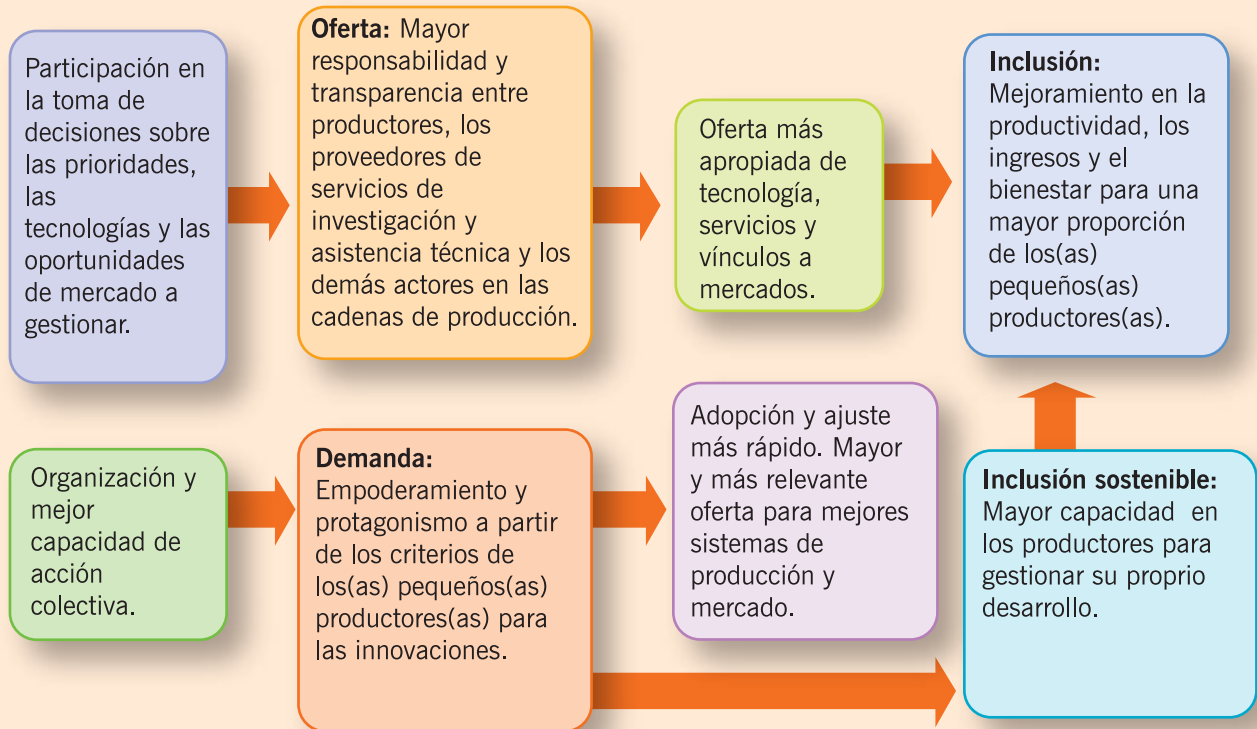 Participación en
la toma de
decisiones sobre
las prioridades,
las
tecnologías y las
oportunidades
de mercado a
gestionar.
Oferta: Mayor
responsabilidad y
transparencia entre
productores, los
proveedores de
servicios de
investigación y
asistencia técnica y los
demás actores en las
cadenas de producción.
Oferta más
apropiada de
tecnología,
servicios y
vínculos a
mercados.
Inclusión:
Mejoramiento en la
productividad, los
ingresos y el
bienestar para una
mayor proporción
de los(as)
pequeños(as)
productores(as).
Organización y
mejor
capacidad de
acción
colectiva.
Demanda:
Empoderamiento y
protagonismo a partir
de los criterios de
los(as) pequeños(as)
productores(as) para
las innovaciones.
Adopción y ajuste
más rápido. Mayor
y más relevante
oferta para mejores
sistemas de
producción y
mercado.
Inclusión sostenible:
Mayor capacidad en
los productores para
gestionar su propio
desarrollo.